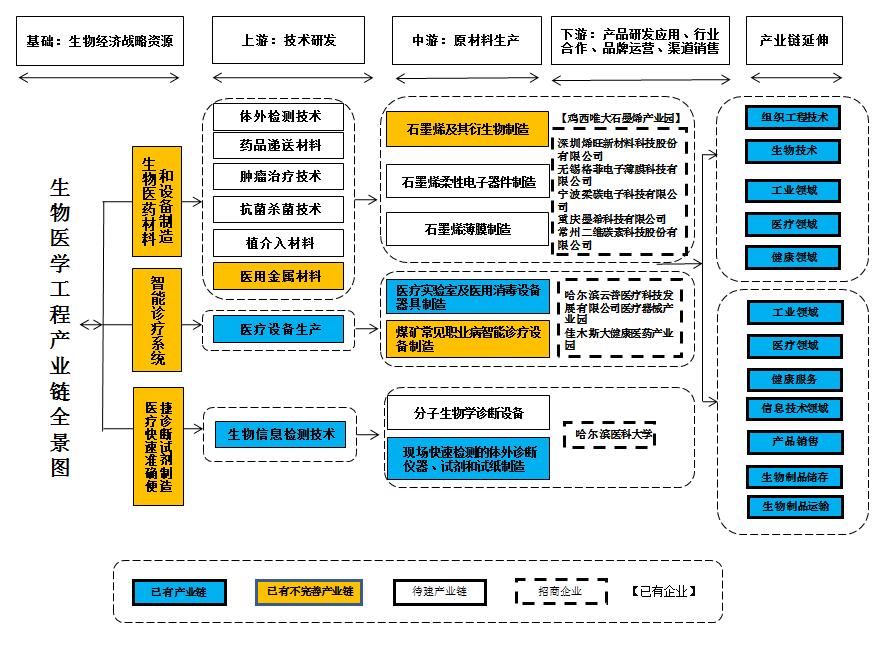 基础：生物经济战略资源
上游：技术研发
中游：原材料生产
下游：产品研发应用、行业
合作、品牌运营、渠道销售
产业链延伸
生物医学工程产业链全景图
生物医药材料
和设备制造
智能诊疗系统
医疗快速准确便
捷诊断试剂制造
体外检测技术
药品递送材料
肿瘤治疗技术
抗菌杀菌技术
植介入材料
医用金属材料
医疗设备生产
生物信息检测技术
石墨烯及其衍生物制造
石墨烯柔性电子器件制造
石墨烯薄膜制造
医疗实验室及医用消毒设备
器具制造
煤矿常见职业病智能诊疗设
备制造
分子生物学诊断设备
现场快速检测的体外诊断
仪器、试剂和试纸制造
【鸡西唯大石墨烯产业园】
深圳烯旺新材料科技股份
有限公司
无锡格菲电子薄膜科技有
限公司
宁波柔碳电子科技有限公
司
重庆墨希科技有限公司
常州二维碳素科技股份有
限公司
哈尔滨云普医疗科技发
展有限公司医疗器械产
业园
佳木斯大健康医药产业
园
哈尔滨医科大学
组织工程技术
生物技术
工业领域
医疗领域
健康领域
工业领域
医疗领域
健康服务
信息技术领域
产品销售
生物制品储存
生物制品运输
已有产业链
已有不完善产业链
待建产业链
招商企业
【已有企业】